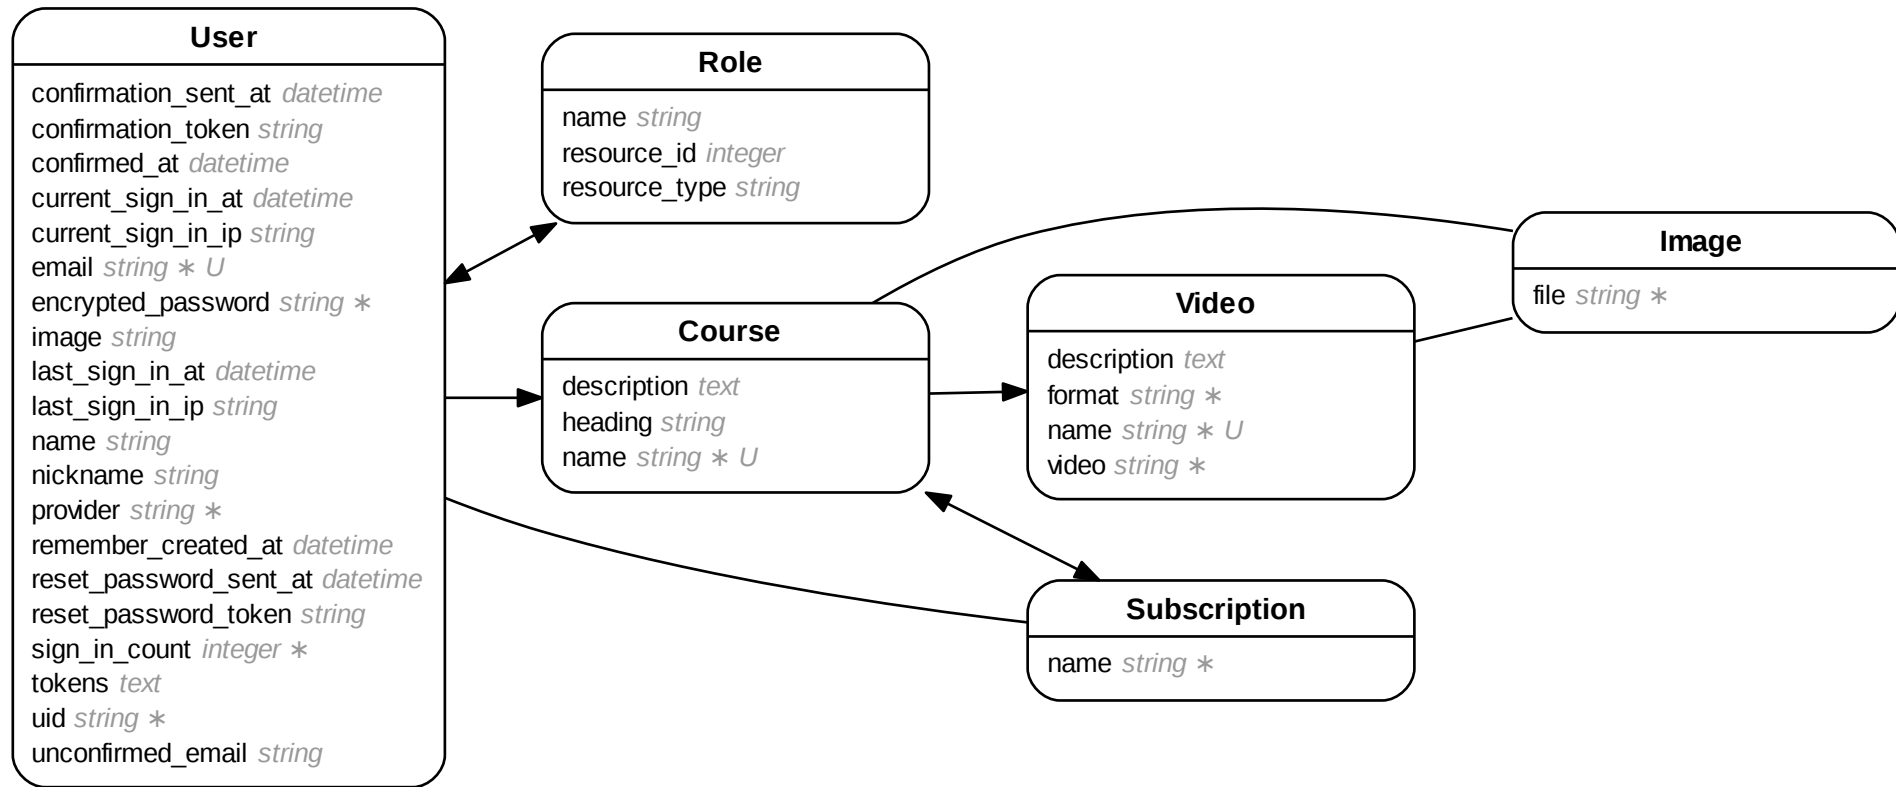 User
confirmation_sent_at datetime
confirmation_token string
confirmed_at datetime
current_sign_in_at datetime
current_sign_in_ip string
email string ∗ U
encrypted_password string ∗
image string
last_sign_in_at datetime
last_sign_in_ip string
name string
nickname string
provider string ∗
remember_created_at datetime
reset_password_sent_at datetime
reset_password_token string
sign_in_count integer ∗
tokens text
uid string ∗
unconfirmed_email string
Role
name string
resource_id integer
resource_type string
Course
description text
heading string
name string ∗ U
Video
description text
format string ∗
name string ∗ U
video string ∗
Subscription
name string ∗
Image
file string ∗